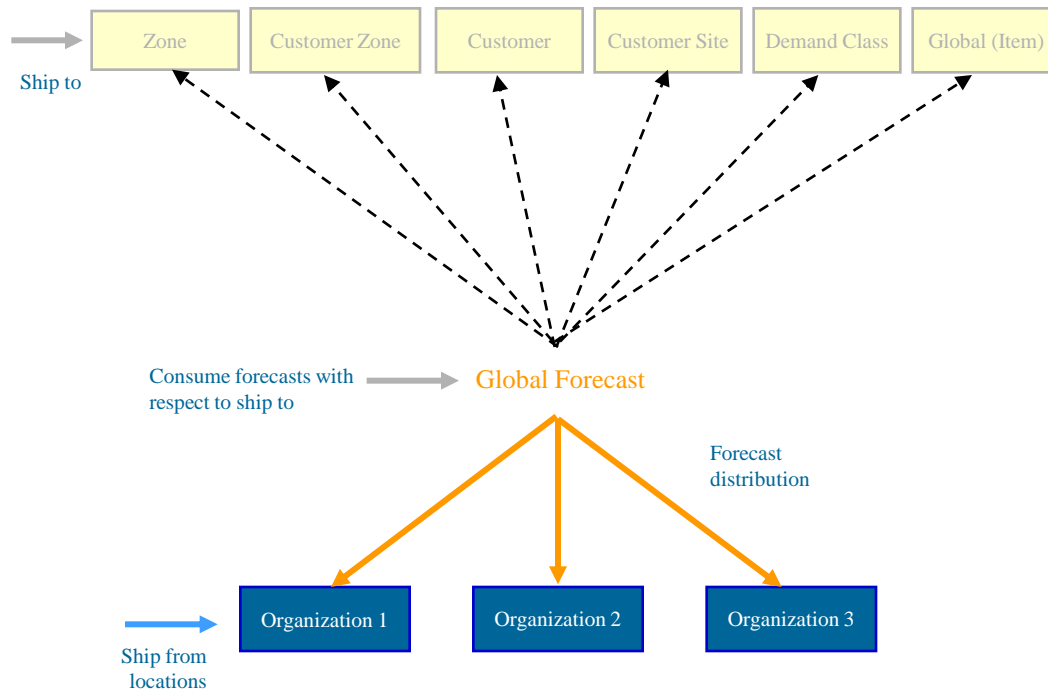 Zone
Customer Zone
Customer
Customer Site
Demand Class
Global (Item)
Ship to
Consume forecasts with
respect to ship to
Global Forecast
Forecast
distribution
Organization 1
Organization 2
Organization 3
Ship from
locations